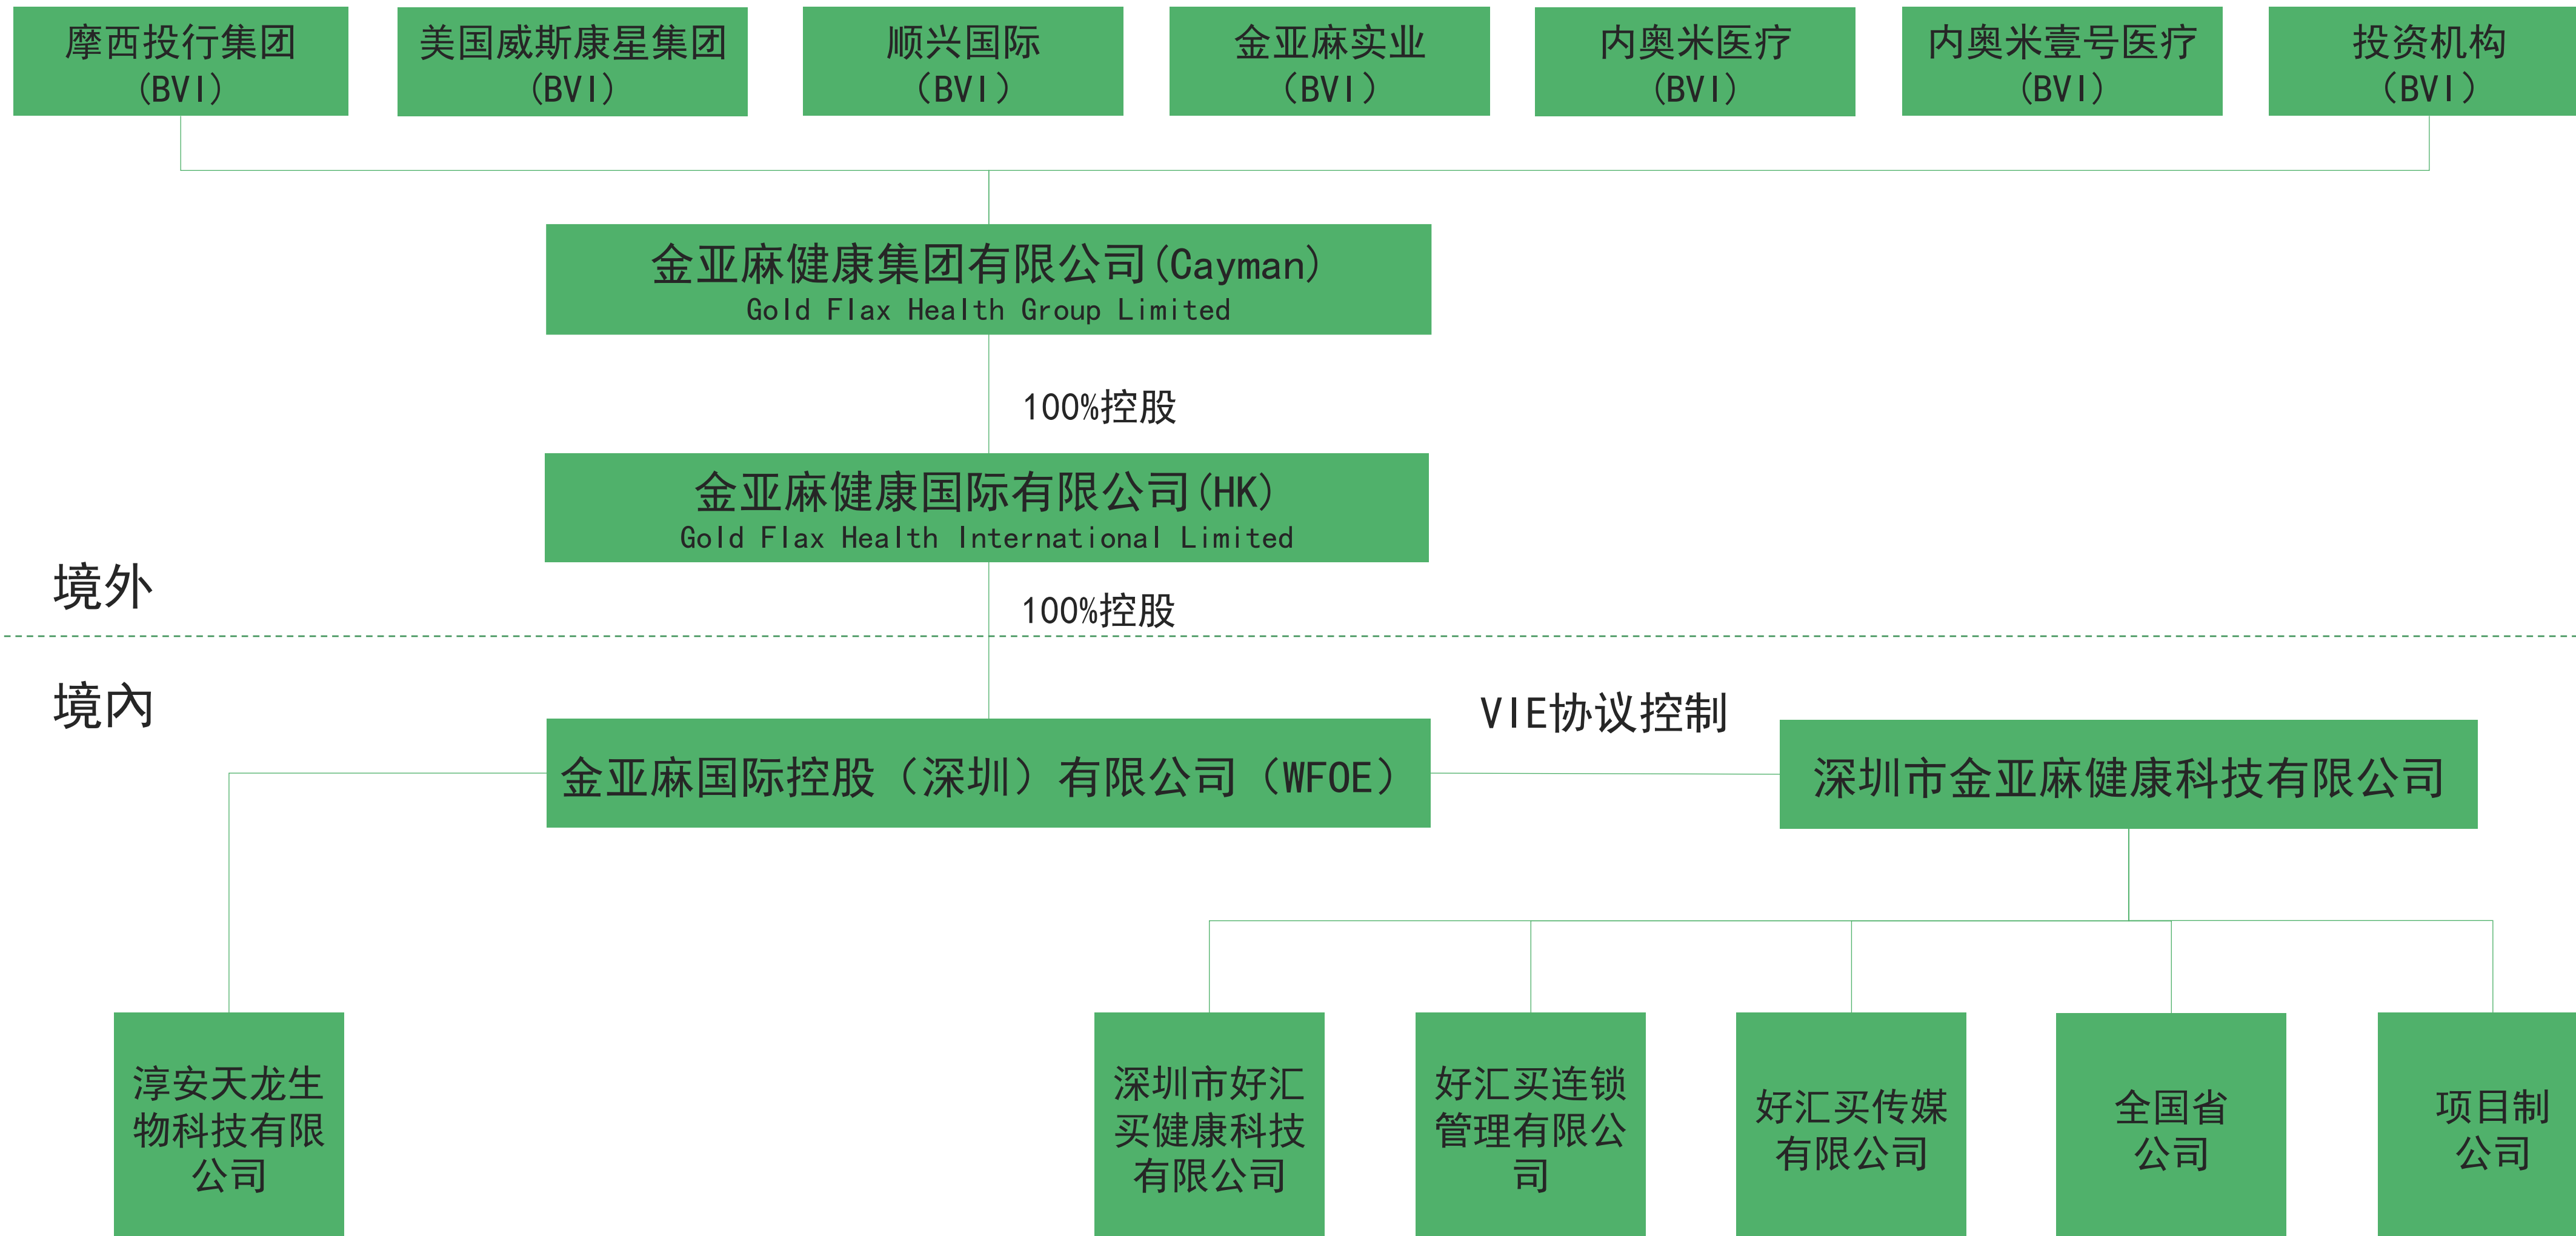 摩西投行集团
(BVI)
美国威斯康星集团
(BVI)
顺兴国际
（BVI）
金亚麻实业
（BVI）
内奥米医疗
(BVI)
内奥米壹号医疗
(BVI)
投资机构
（BVI）
金亚麻健康集团有限公司(Cayman)
Gold Flax Health Group Limited
100%控股
金亚麻健康国际有限公司(HK)
Gold Flax Health International Limited
境外
100%控股
境內
VIE协议控制
金亚麻国际控股（深圳）有限公司（WFOE）
深圳市金亚麻健康科技有限公司
淳安天龙生
物科技有限
公司
深圳市好汇
买健康科技
有限公司
好汇买连锁
管理有限公
司
好汇买传媒
有限公司
全国省
公司
项目制
公司